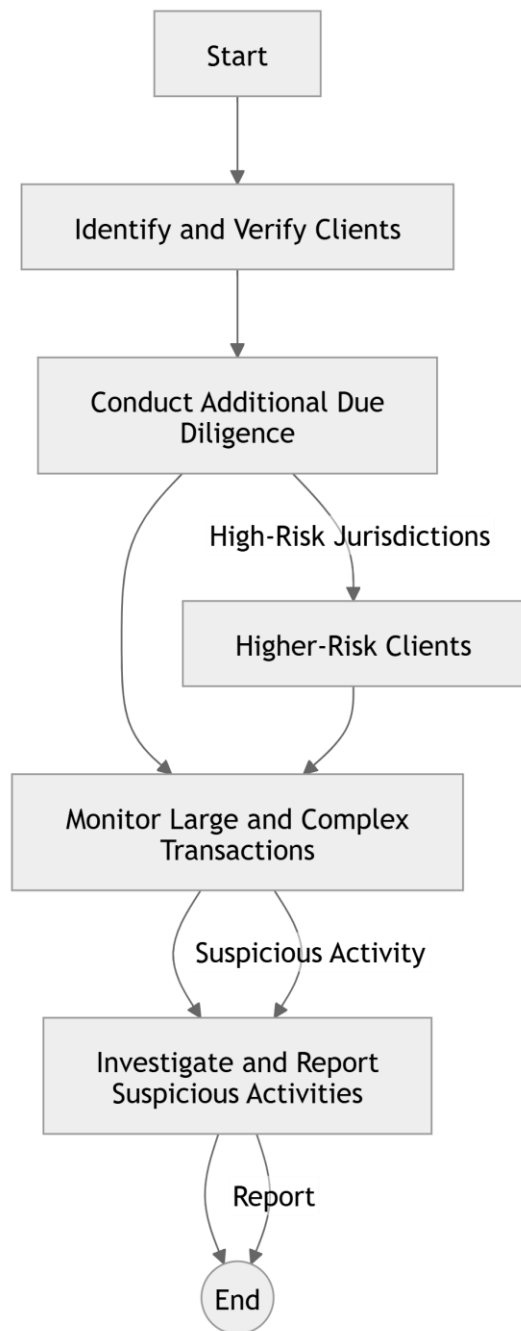 Start
Identify and Verify Clients
Conduct Additional Due
Diligence
High-Risk Jurisdictions
Higher-Risk Clients
Monitor Large and Complex
Transactions
Suspicious Activity
Investigate and Report
Suspicious Activities
Report
End